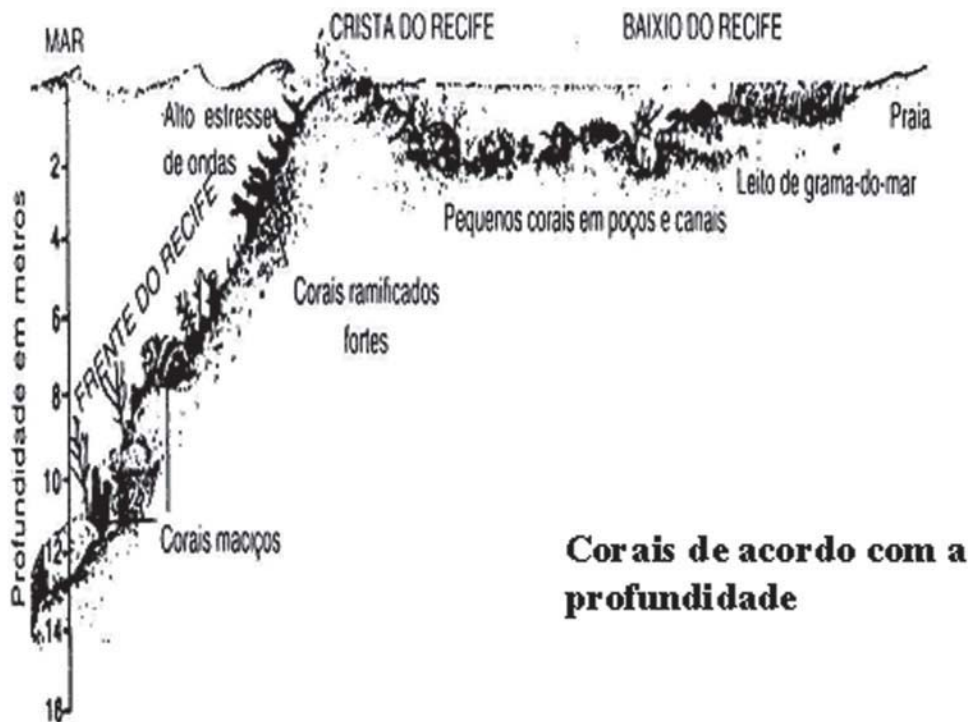 MAR
CRISTA DO RECIFE
BAIXIO DO RECIFE
Alto estresse
de ondas
Praia
Leito de grama-do-mar
Pequenos corais em poços e canais
FRENTE DO RECIFE
Corais ramificados
fortes
Corais maciços
Profundidade em metros
2
4
6
8
10
12
14
16
Corais de acordo com a
profundidade